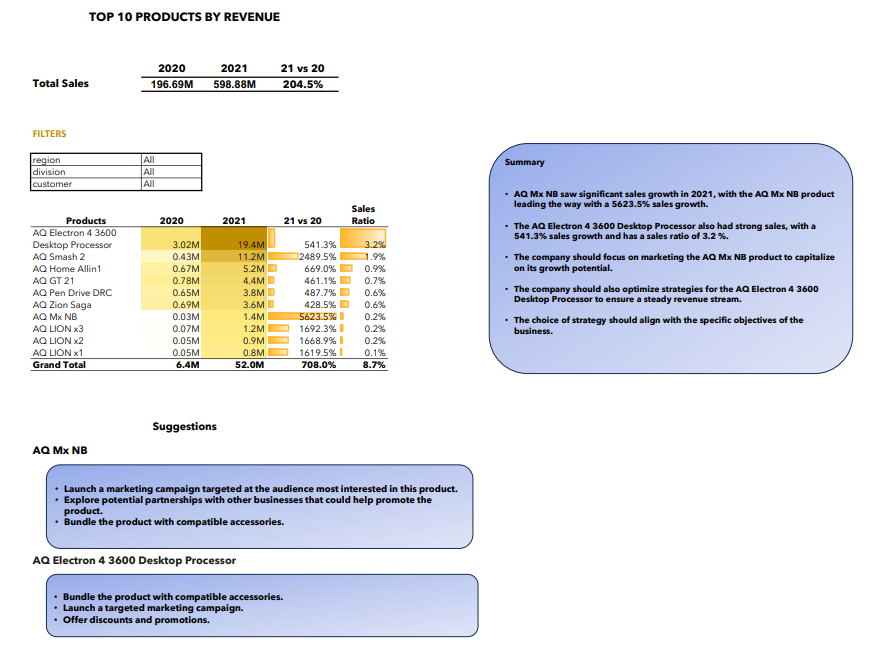 TOP 10 PRODUCTS BY REVENUE
2020 2021 21 vs 20
Total Sales 196.69M 598.88M 204.5%
FILTERS
region All
division All
customer All
Sales
Products 2020 2021 21 vs 20 Ratio
AQ Electron 4 3600
Desktop Processor 3.02M 19.4M 541.3% 3.2%
AQ Smash 2 0.43M 11.2M 2489.5% 1.9%
AQ Home Allin1 0.67M 5.2M 669.0% 0.9%
AQ GT 21 0.78M 4.4M 461.1% 0.7%
AQ Pen Drive DRC 0.65M 3.8M 487.7% 0.6%
AQ Zion Saga 0.69M 3.6M 428.5% 0.6%
AQ Mx NB 0.03M 1.4M 5623.5% 0.2%
AQ LION x3 0.07M 1.2M 1692.3% 0.2%
AQ LION x2 0.05M 0.9M 1668.9% 0.2%
AQ LION x1 0.05M 0.8M 1619.5% 0.1%
Grand Total 6.4M 52.0M 708.0% 8.7%
Summary
• AQ Mx NB saw significant sales growth in 2021, with the AQ Mx NB product
leading the way with a 5623.5% sales growth.
• The AQ Electron 4 3600 Desktop Processor also had strong sales, with a
541.3% sales growth and has a sales ratio of 3.2 %.
• The company should focus on marketing the AQ Mx NB product to capitalize
on its growth potential.
• The company should also optimize strategies for the AQ Electron 4 3600
Desktop Processor to ensure a steady revenue stream.
• The choice of strategy should align with the specific objectives of the
business.
Suggestions
AQ Mx NB
• Launch a marketing campaign targeted at the audience most interested in this product.
• Explore potential partnerships with other businesses that could help promote the
product.
• Bundle the product with compatible accessories.
AQ Electron 4 3600 Desktop Processor
• Bundle the product with compatible accessories.
• Launch a targeted marketing campaign.
• Offer discounts and promotions.